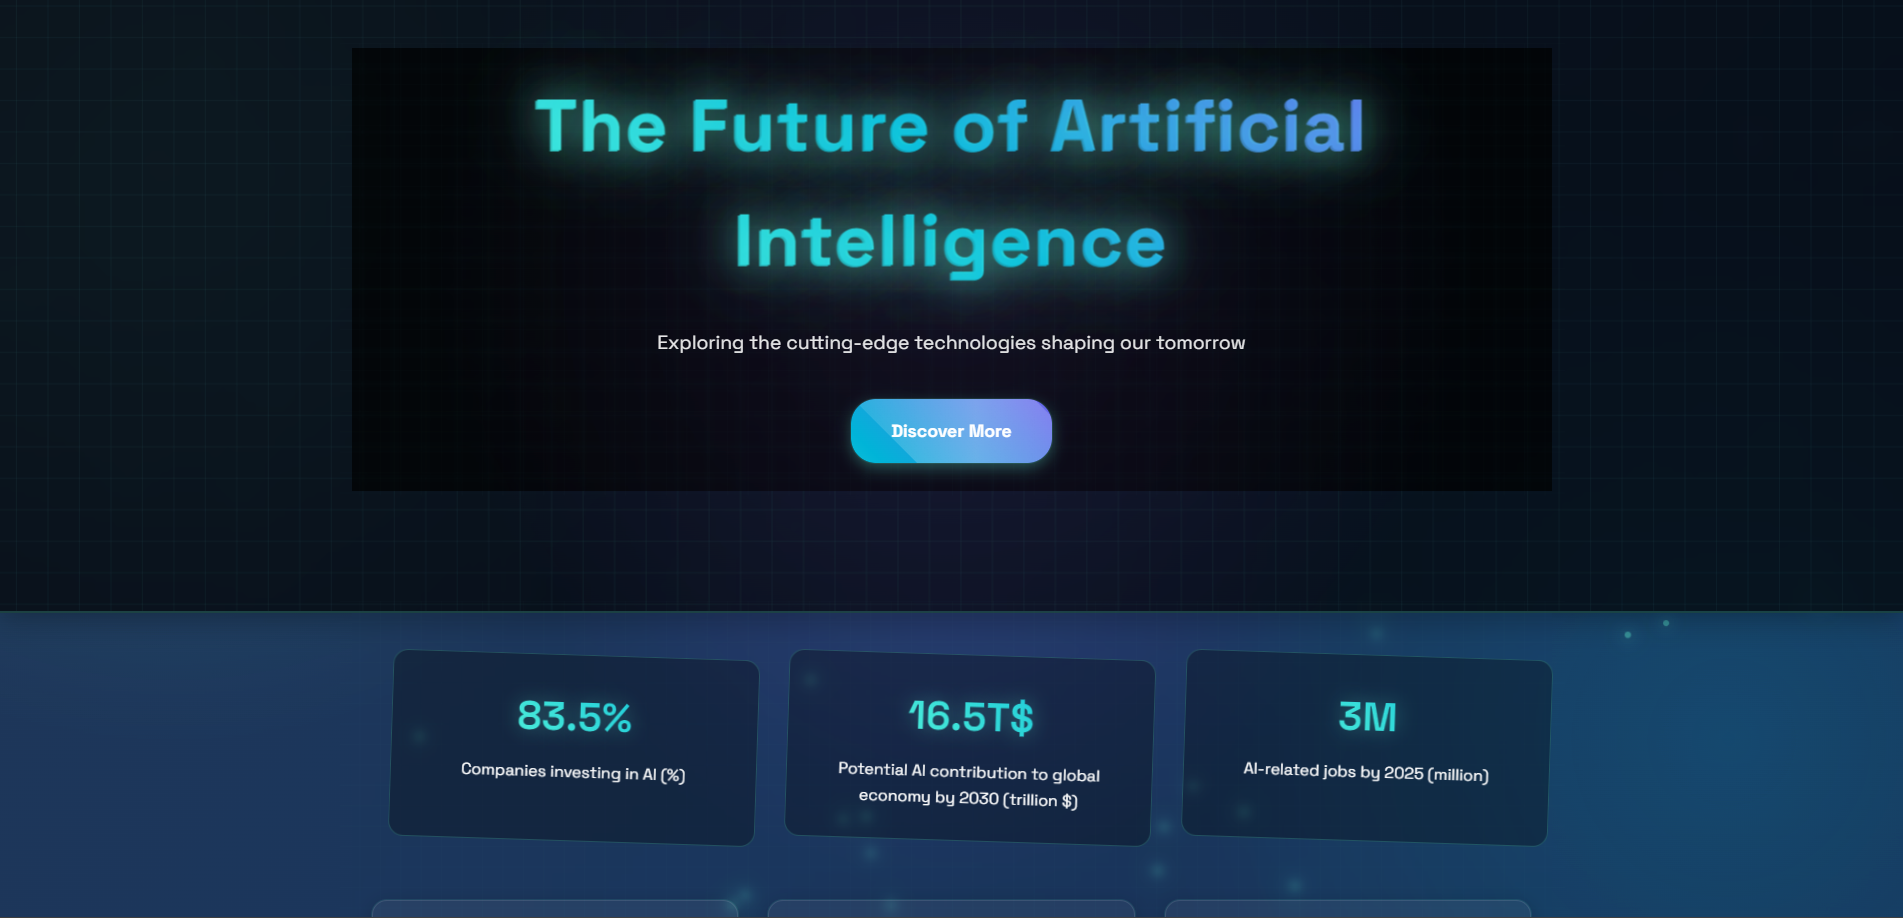 The Future of Artificial
Intelligence
Exploring the cutting-edge technologies shaping our tomorrow
Discover More
83.5%
Companies investing in AI (%)
16.5T$
Potential AI contribution to global
economy by 2030 (trillion $)
3M
AI-related jobs by 2025 (million)